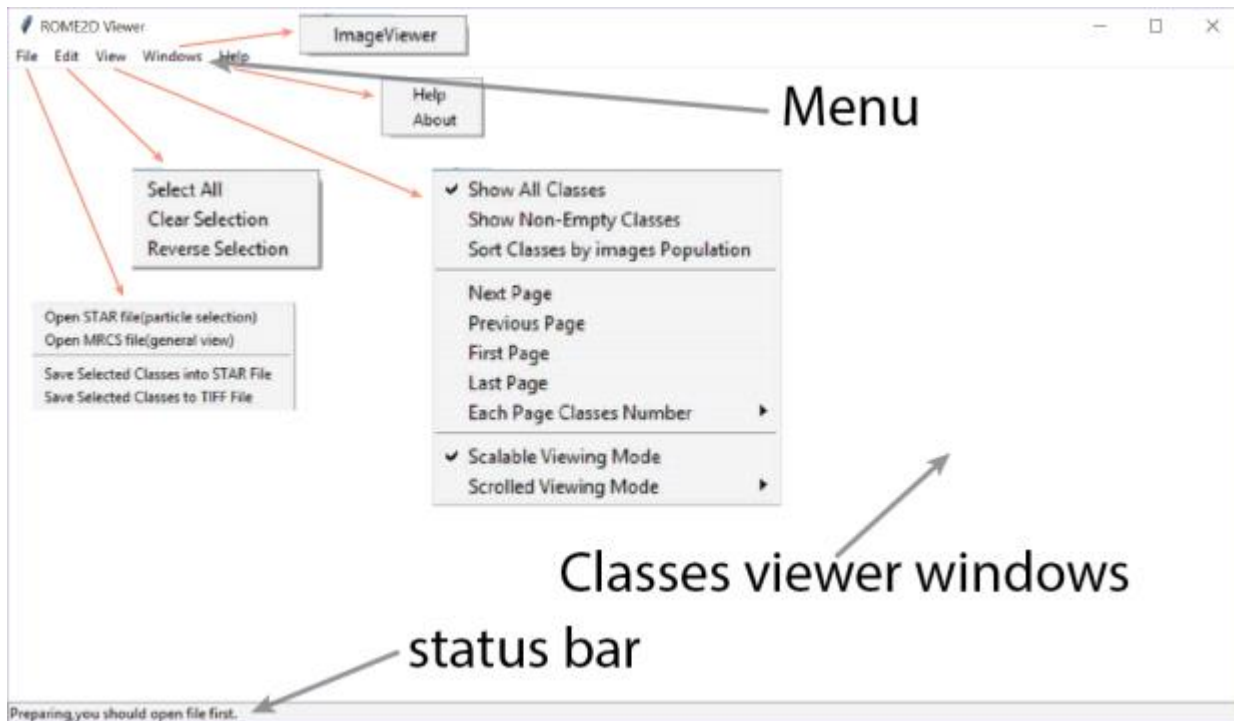 ROME2D Viewer
ImageViewer
File Edit View Windows Help
Help
About
Menu
Select All
Clear Selection
Reverse Selection
Show All Classes
Show Non-Empty Classes
Sort Classes by images Population
Next Page
Previous Page
First Page
Last Page
Each Page Classes Number
Scalable Viewing Mode
Scrolled Viewing Mode
Open STAR file(particle selection)
Open MRCS file(general view)
Save Selected Classes into STAR File
Save Selected Classes to TIFF File
Classes viewer windows
status bar
Preparing,you should open file first.